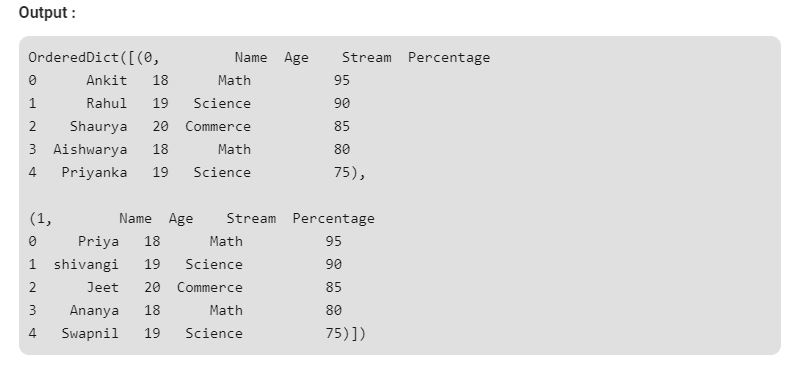 Output :
OrderedDict([(0,         Name  Age    Stream  Percentage
0      Ankit   18      Math          95
1      Rahul   19   Science          90
2    Shaurya   20  Commerce          85
3  Aishwarya   18      Math          80
4   Priyanka   19   Science          75),
(1,        Name  Age    Stream  Percentage
0     Priya   18      Math          95
1  shivangi   19   Science          90
2      Jeet   20  Commerce          85
3    Ananya   18      Math          80
4   Swapnil   19   Science          75)])